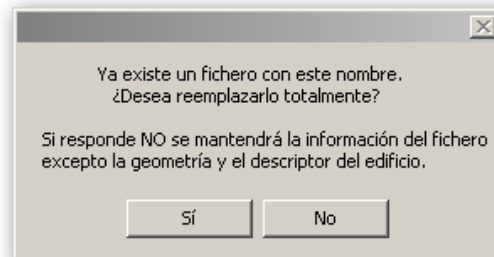 Ya existe un fichero con este nombre.
¿Desea reemplazarlo totalmente?
Si responde NO se mantendrá la información del fichero
excepto la geometría y el descriptor del edificio.
Sí No